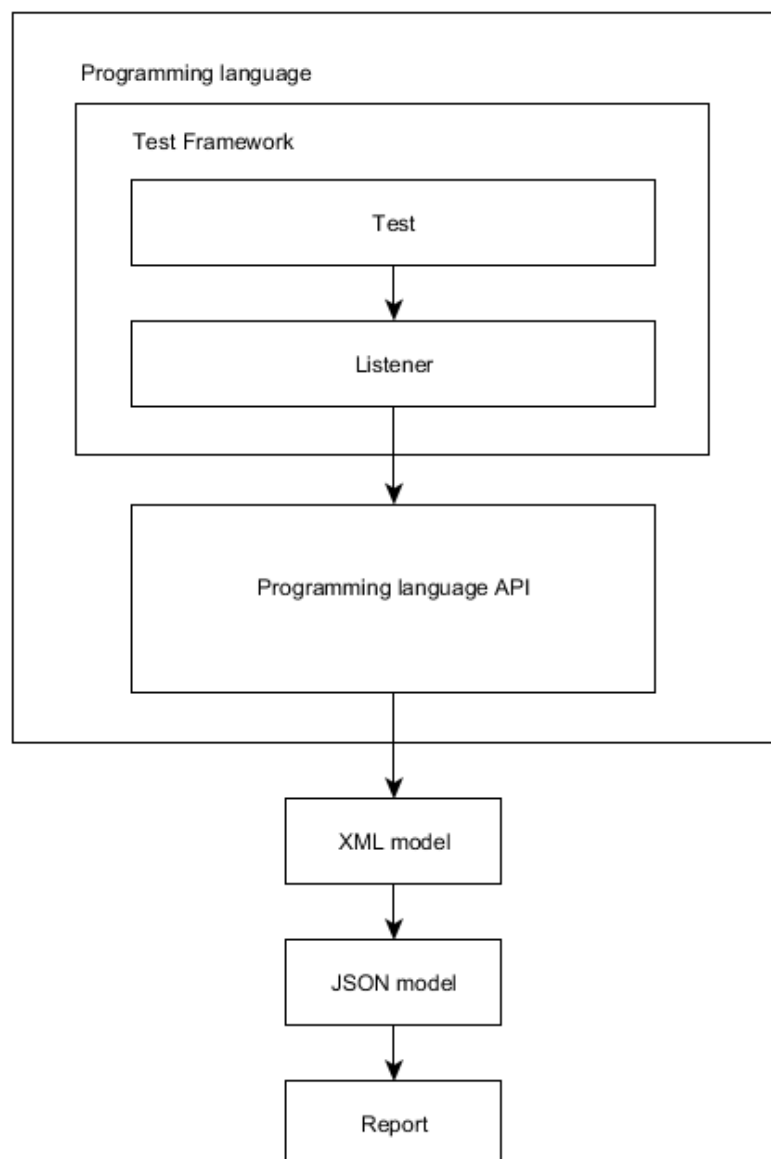 Programming language
Test Framework
Test
Listener
Programming language API
XML model
JSON model
Report